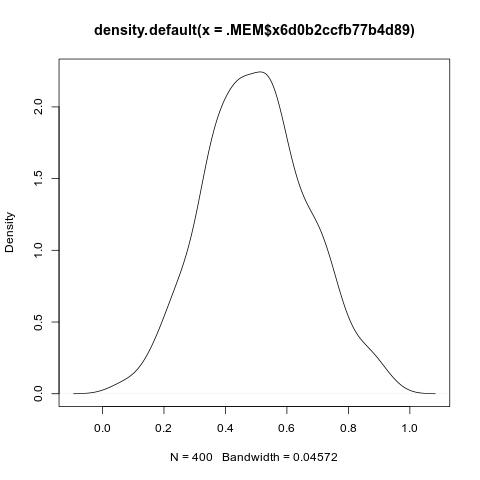 density.default(x = .MEM$x6d0b2ccfb77b4d89)
Density
2.0
1.5
1.0
0.5
0.0
0.0 0.2 0.4 0.6 0.8 1.0
N = 400 Bandwidth = 0.04572